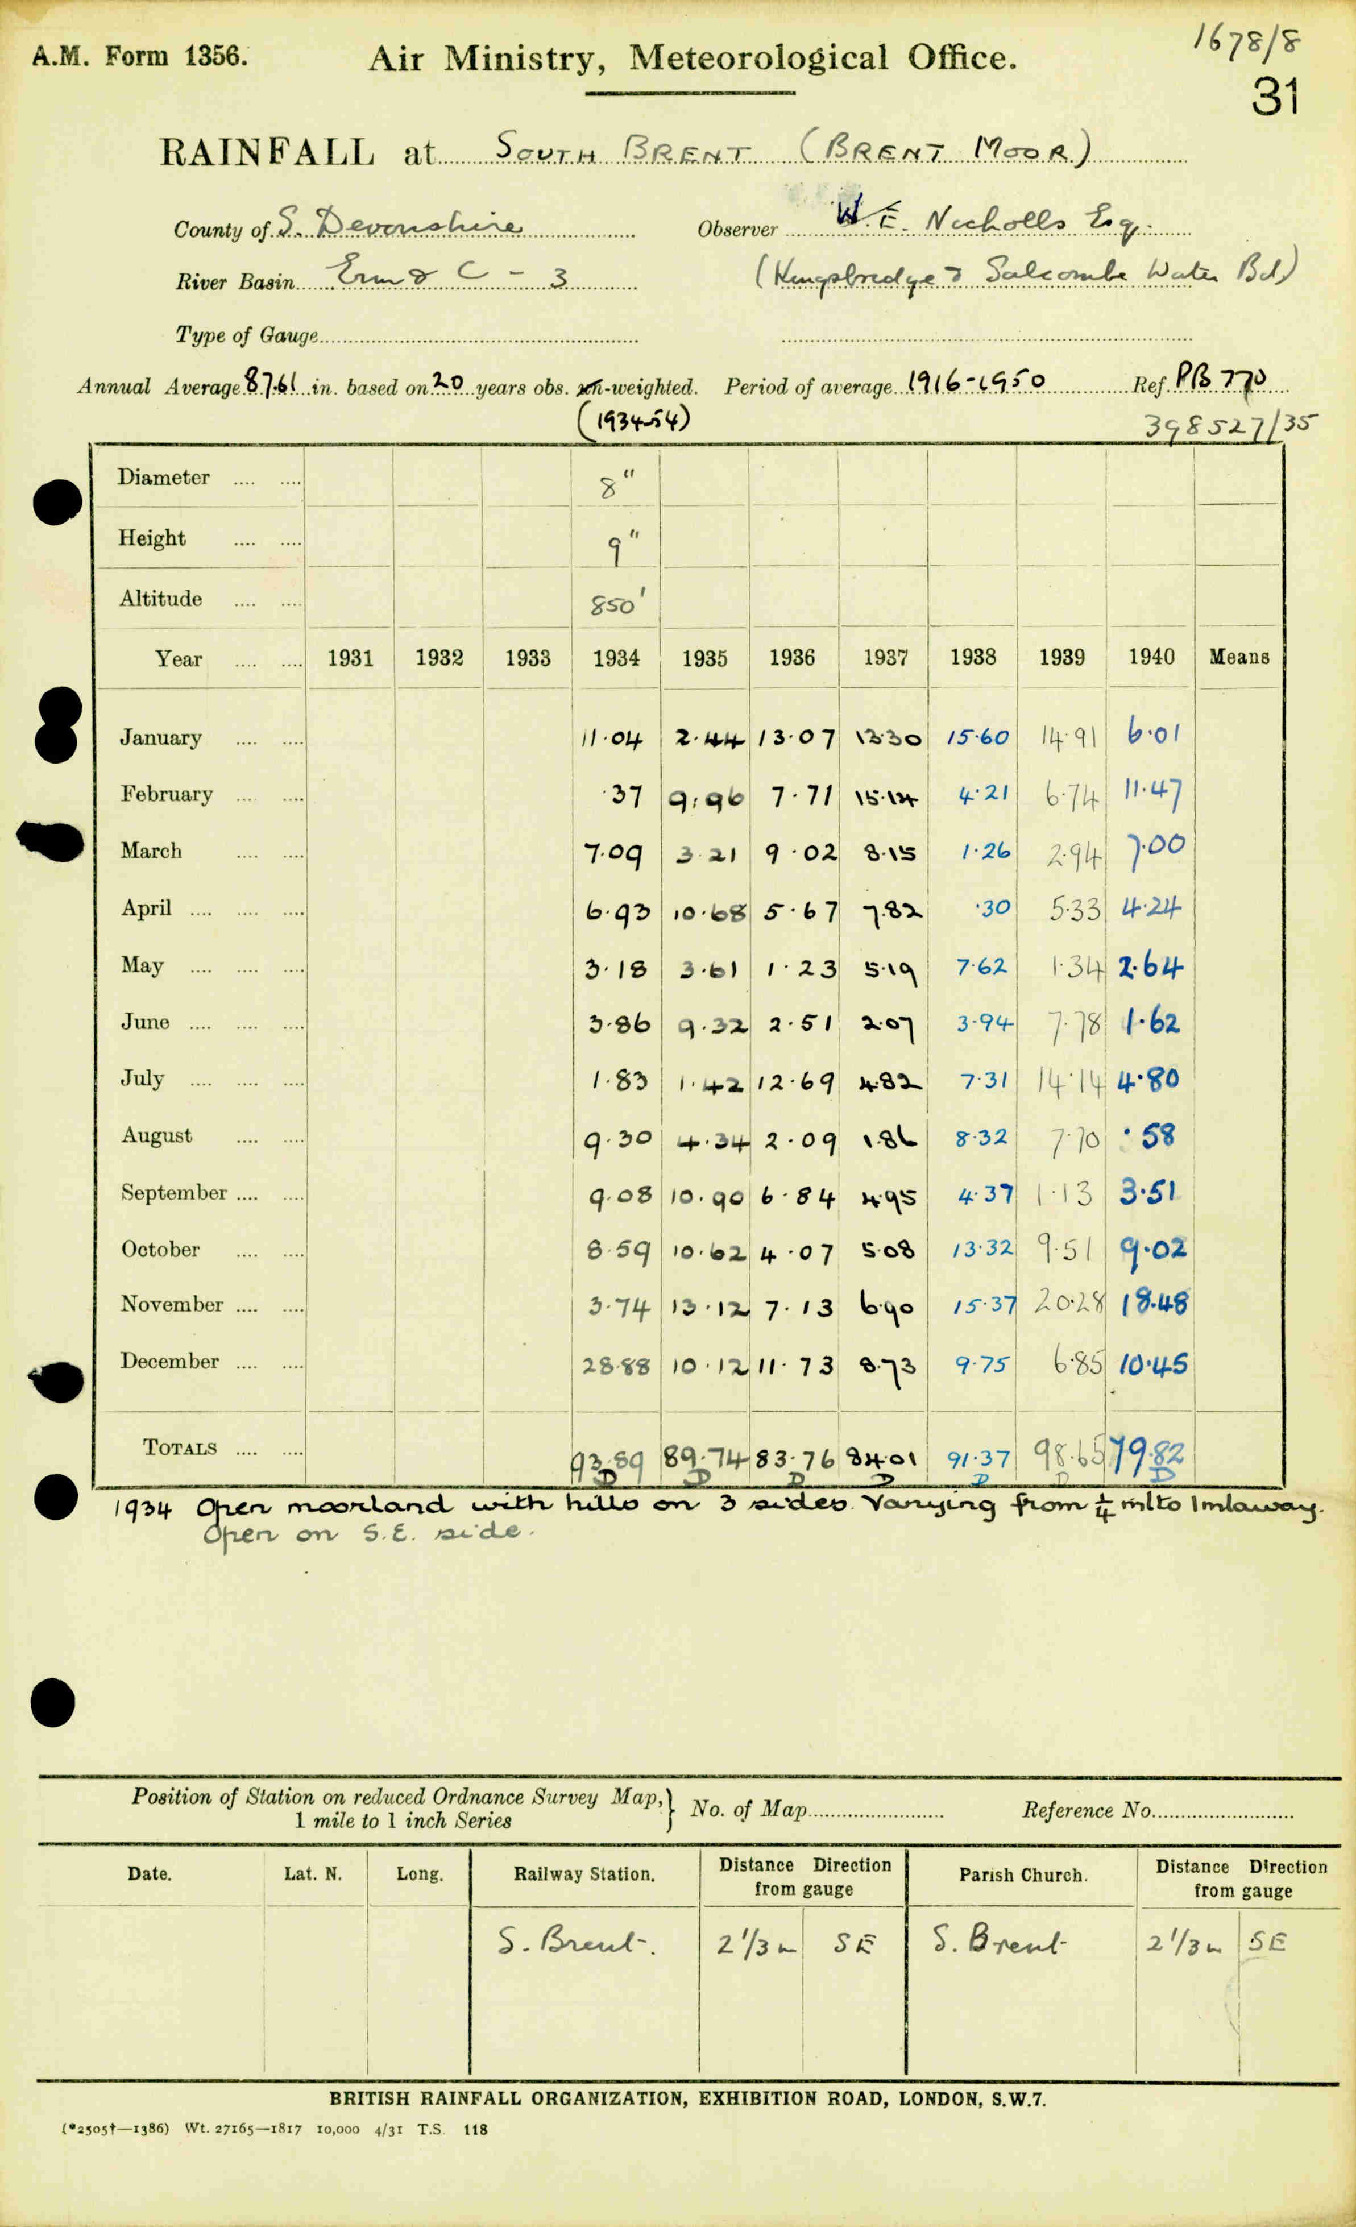 A.M. Form 1356.
Air Ministry, Meteorological Office.
1678/8
31
RAINFALL at SOUTH BRENT (BRENT MOOR)
County of S. Devonshire Observer W.E. Nicholls Esq.
River Basin Erme & C - 3 (Kingsbridge & Salcombe Water Bd)
Type of Gauge
Annual Average 87.61 in. based on 20 years obs. un-weighted. Period of average 1916-1950 Ref. PB 770
(1934-54) 398527/35
Diameter .... .... 8"
Height .... .... 9"
Altitude .... .... 850'
Year .... .... 1931 1932 1933 1934 1935 1936 1937 1938 1939 1940 Means
January .... .... 11.04 2.44 13.07 13.30 15.60 14.91 6.01
February .... .... .37 9.96 7.71 15.14 4.21 6.74 11.47
March .... .... 7.09 3.21 9.02 8.15 1.26 2.94 7.00
April .... .... .... 6.93 10.68 5.67 7.82 .30 5.33 4.24
May .... .... .... 3.18 3.61 1.23 5.19 7.62 1.34 2.64
June .... .... .... 3.86 9.32 2.51 2.07 3.94 7.78 1.62
July .... .... .... 1.83 1.42 12.69 4.82 7.31 14.14 4.80
August .... .... 9.30 4.34 2.09 1.86 8.32 7.70 .58
September .... .... 9.08 10.90 6.84 4.95 4.37 1.13 3.51
October .... .... 8.59 10.62 4.07 5.08 13.32 9.51 9.02
November .... .... 3.74 13.12 7.13 6.90 15.37 20.28 18.48
December .... .... 28.88 10.12 11.73 8.73 9.75 6.85 10.45
TOTALS .... .... 93.89 89.74 83.76 84.01 91.37 98.65 79.82
D D D D D D D
1934 Open moorland with hills on 3 sides. Varying from ¼ ml to 1 ml away.
Open on S.E. side.
Position of Station on reduced Ordnance Survey Map, 1 mile to 1 inch Series } No. of Map Reference No.
Date. Lat. N. Long. Railway Station. Distance Direction from gauge Parish Church. Distance Direction from gauge
S. Brent. 2 1/3 m SE S. Brent 2 1/3 m SE
BRITISH RAINFALL ORGANIZATION, EXHIBITION ROAD, LONDON, S.W.7.
(*2505†—1386) Wt. 27165—1817 10,000 4/31 T.S. 118